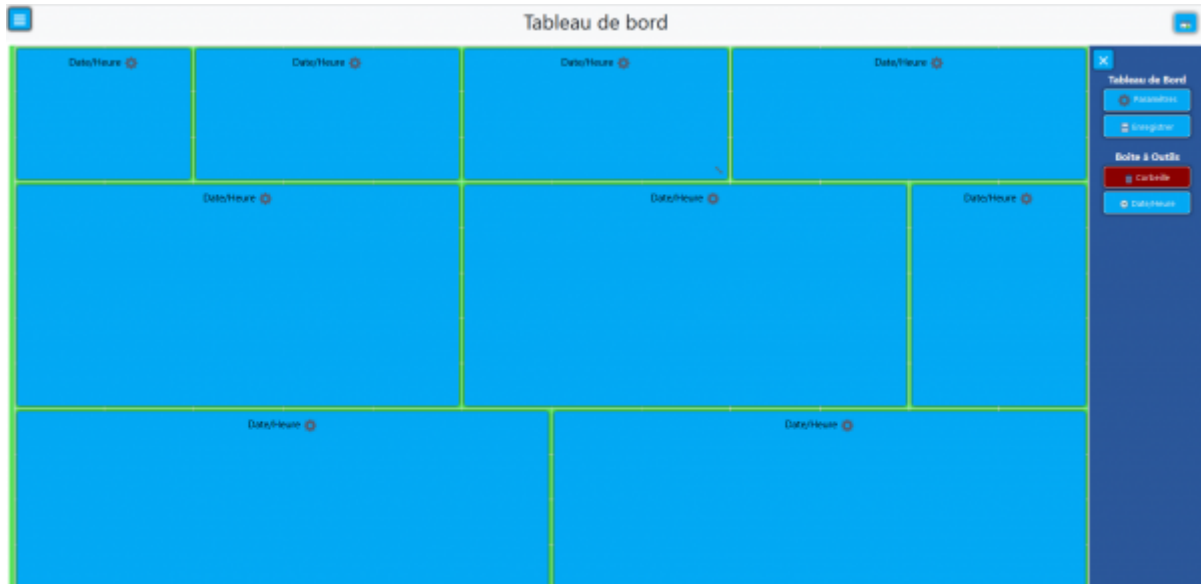 Tableau de bord
Date/Heure
Date/Heure
Date/Heure
Date/Heure
Date/Heure
Date/Heure
Date/Heure
Date/Heure
Date/Heure
Tableau de Bord
Paramètres
Enregistrer
Boîte à Outils
Corbeille
Date/Heure